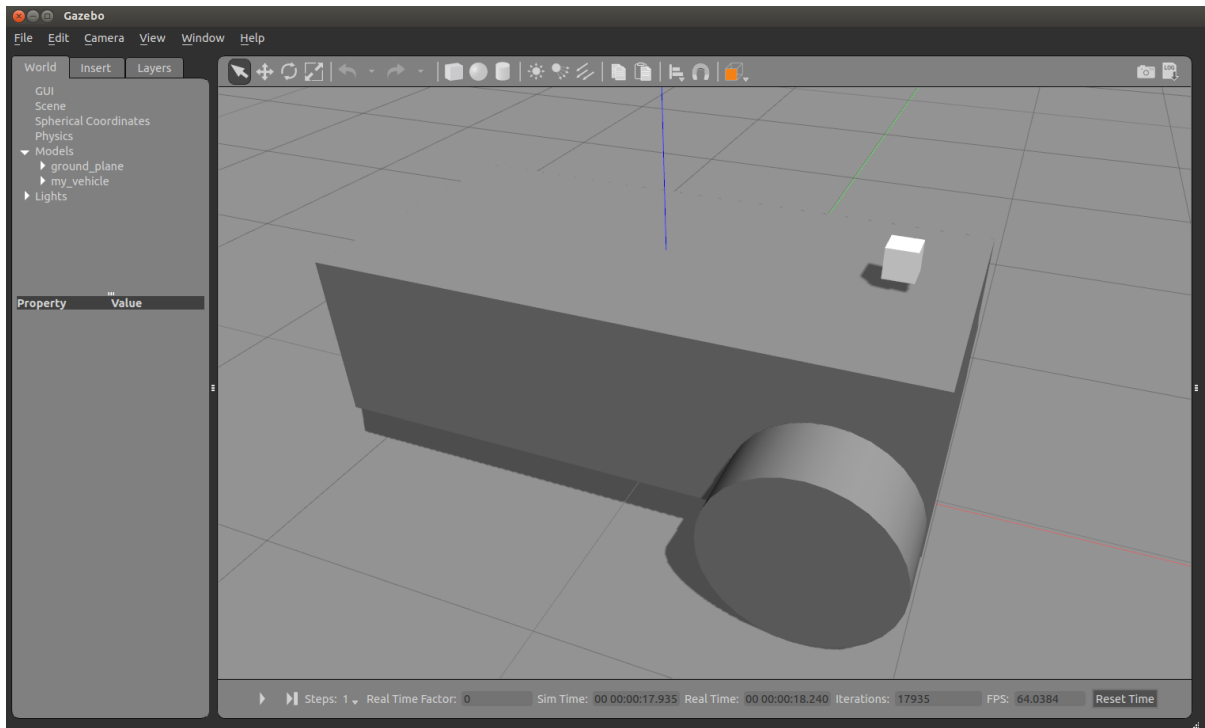 Gazebo
File Edit Camera View Window Help
World Insert Layers
GUI
Scene
Spherical Coordinates
Physics
Models
ground_plane
my_vehicle
Lights
Property Value
LOG
Steps: 1 Real Time Factor: 0 Sim Time: 00 00:00:17.935 Real Time: 00 00:00:18.240 Iterations: 17935 FPS: 64.0384 Reset Time